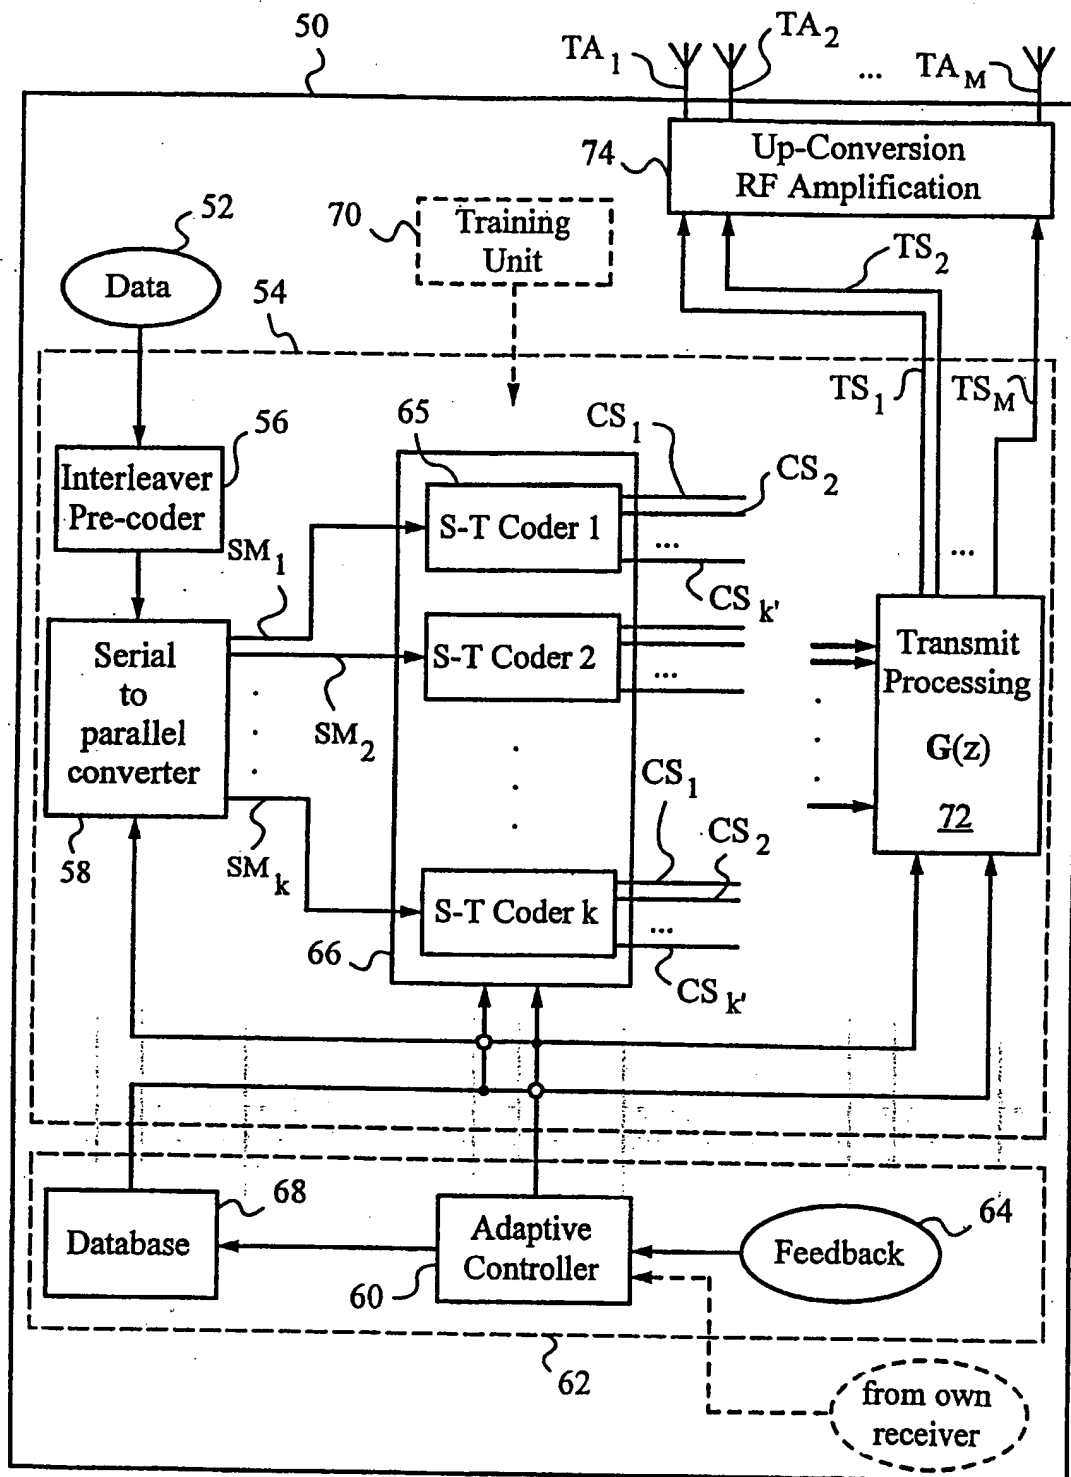 50
TA1
TA2
...
TAM
74
Up-Conversion
RF Amplification
52
Data
70
Training
Unit
TS2
54
TS1
TSM
56
Interleaver
Pre-coder
65
CS1
CS2
S-T Coder 1
...
CSk'
SM1
...
Serial
to
parallel
converter
S-T Coder 2
...
SM2
Transmit
Processing
G(z)
72
58
SMk
CS1
CS2
S-T Coder k
...
66
CSk'
68
Database
Adaptive
Controller
60
64
Feedback
62
from own
receiver